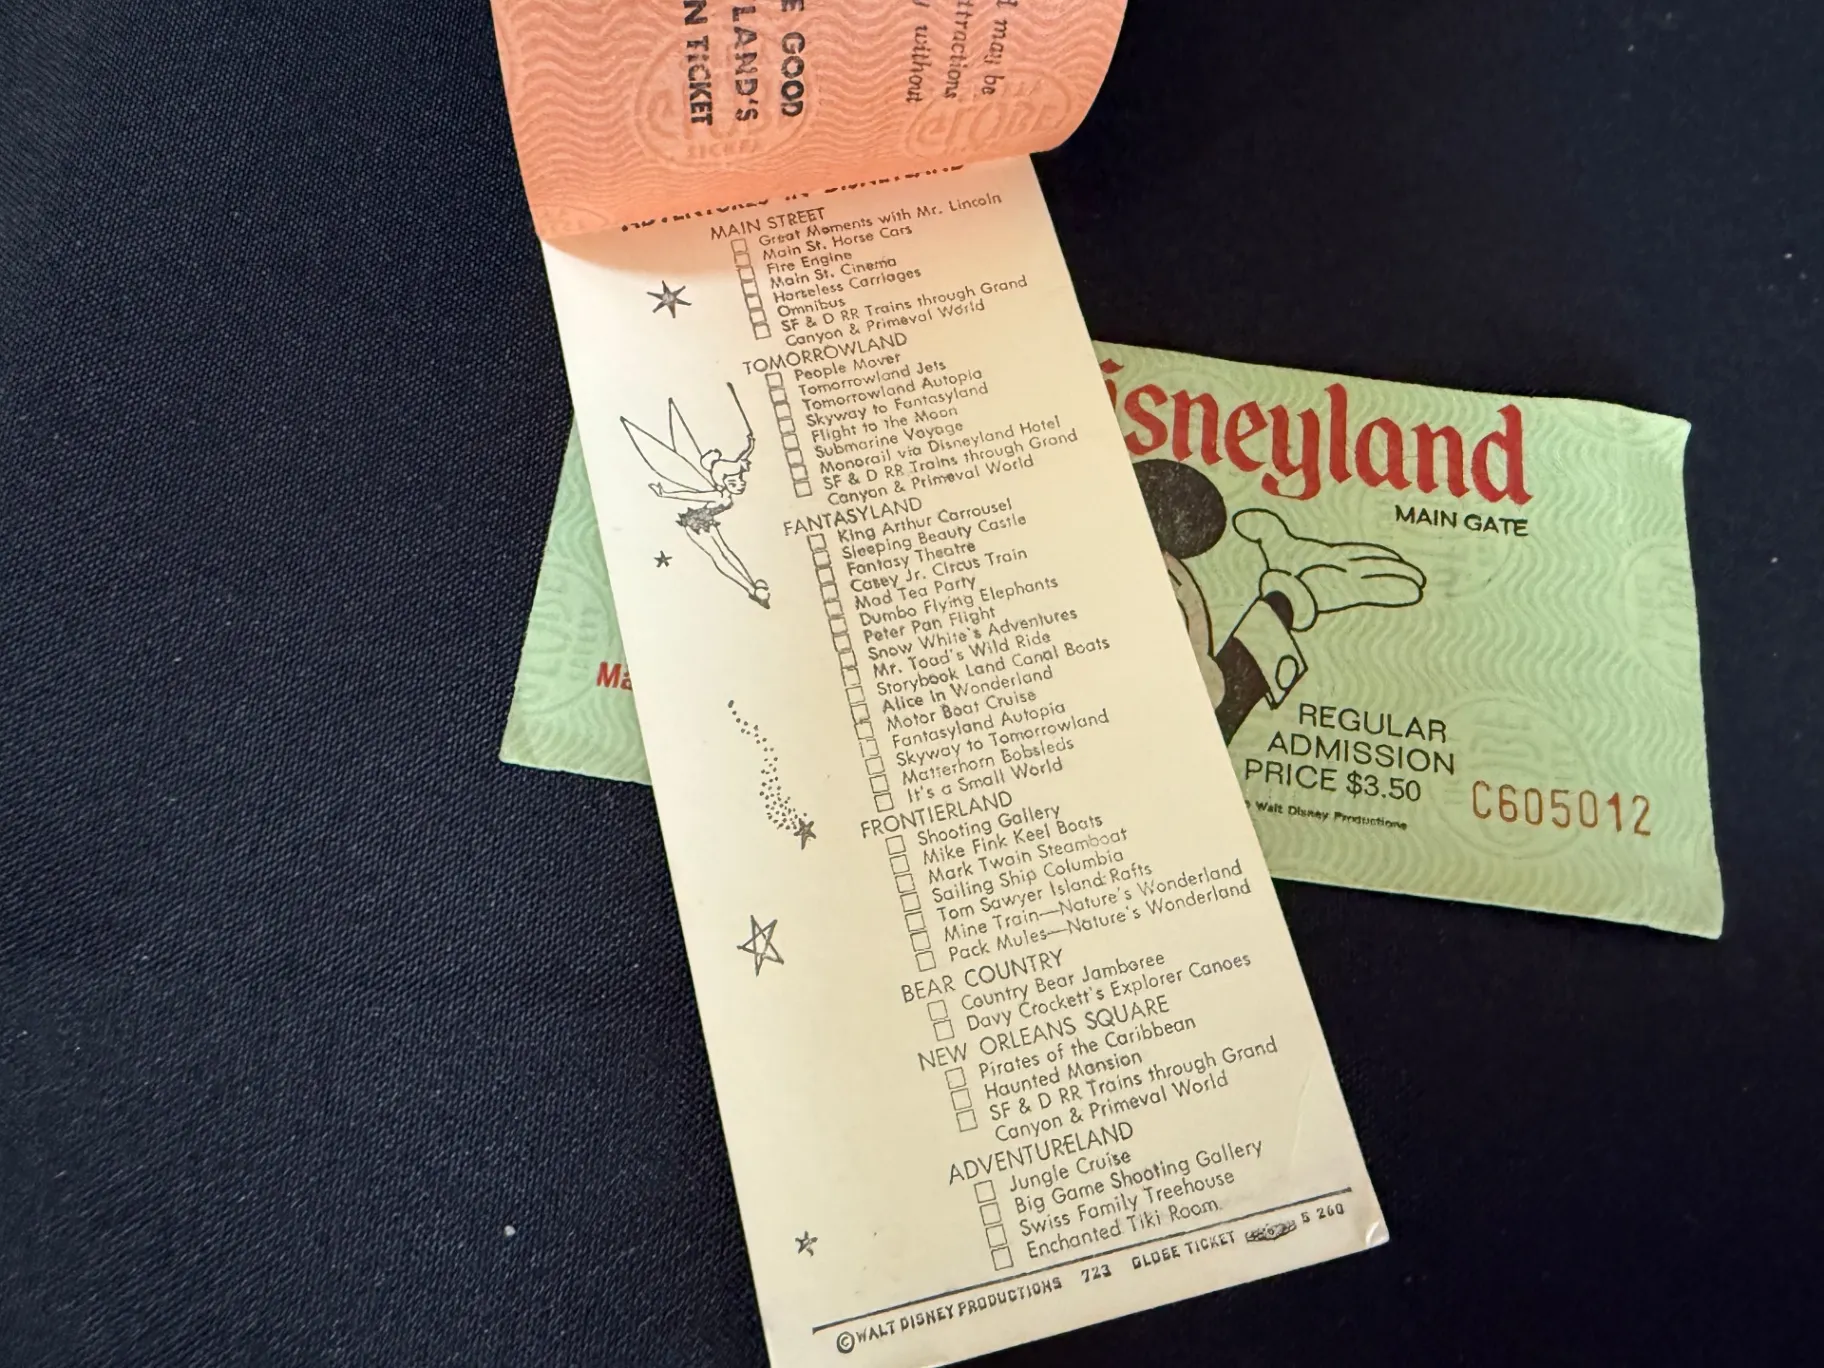 E GOOD
LAND'S
N TICKET
may be
ttractions
without
GLOBE
TICKET
ADVENTURES IN DISNEYLAND
MAIN STREET
Great Moments with Mr. Lincoln
Main St. Horse Cars
Fire Engine
Main St. Cinema
Horseless Carriages
Omnibus
SF & D RR Trains through Grand
Canyon & Primeval World
TOMORROWLAND
People Mover
Tomorrowland Jets
Tomorrowland Autopia
Skyway to Fantasyland
Flight to the Moon
Submarine Voyage
Monorail via Disneyland Hotel
SF & D RR Trains through Grand
Canyon & Primeval World
FANTASYLAND
King Arthur Carrousel
Sleeping Beauty Castle
Fantasy Theatre
Casey Jr. Circus Train
Mad Tea Party
Dumbo Flying Elephants
Peter Pan Flight
Snow White's Adventures
Mr. Toad's Wild Ride
Storybook Land Canal Boats
Alice In Wonderland
Motor Boat Cruise
Fantasyland Autopia
Skyway to Tomorrowland
Matterhorn Bobsleds
It's a Small World
FRONTIERLAND
Shooting Gallery
Mike Fink Keel Boats
Mark Twain Steamboat
Sailing Ship Columbia
Tom Sawyer Island Rafts
Mine Train—Nature's Wonderland
Pack Mules—Nature's Wonderland
BEAR COUNTRY
Country Bear Jamboree
Davy Crockett's Explorer Canoes
NEW ORLEANS SQUARE
Pirates of the Caribbean
Haunted Mansion
SF & D RR Trains through Grand
Canyon & Primeval World
ADVENTURELAND
Jungle Cruise
Big Game Shooting Gallery
Swiss Family Treehouse
Enchanted Tiki Room
© WALT DISNEY PRODUCTIONS 723 GLOBE TICKET 5 260
isneyland
MAIN GATE
Ma
REGULAR
ADMISSION
PRICE $3.50
Walt Disney Productions
C605012